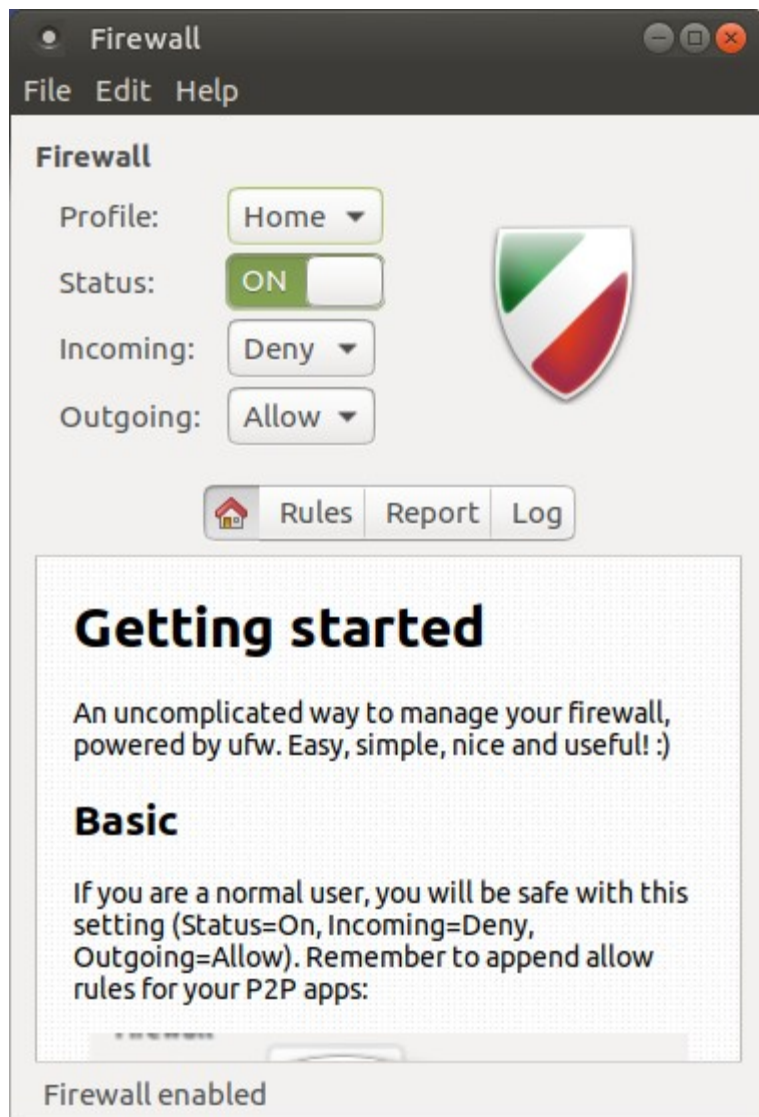 Firewall
File Edit Help
Firewall
Profile: Home
Status: ON
Incoming: Deny
Outgoing: Allow
Rules Report Log
Getting started
An uncomplicated way to manage your firewall,
powered by ufw. Easy, simple, nice and useful! :)
Basic
If you are a normal user, you will be safe with this
setting (Status=On, Incoming=Deny,
Outgoing=Allow). Remember to append allow
rules for your P2P apps:
Firewall enabled